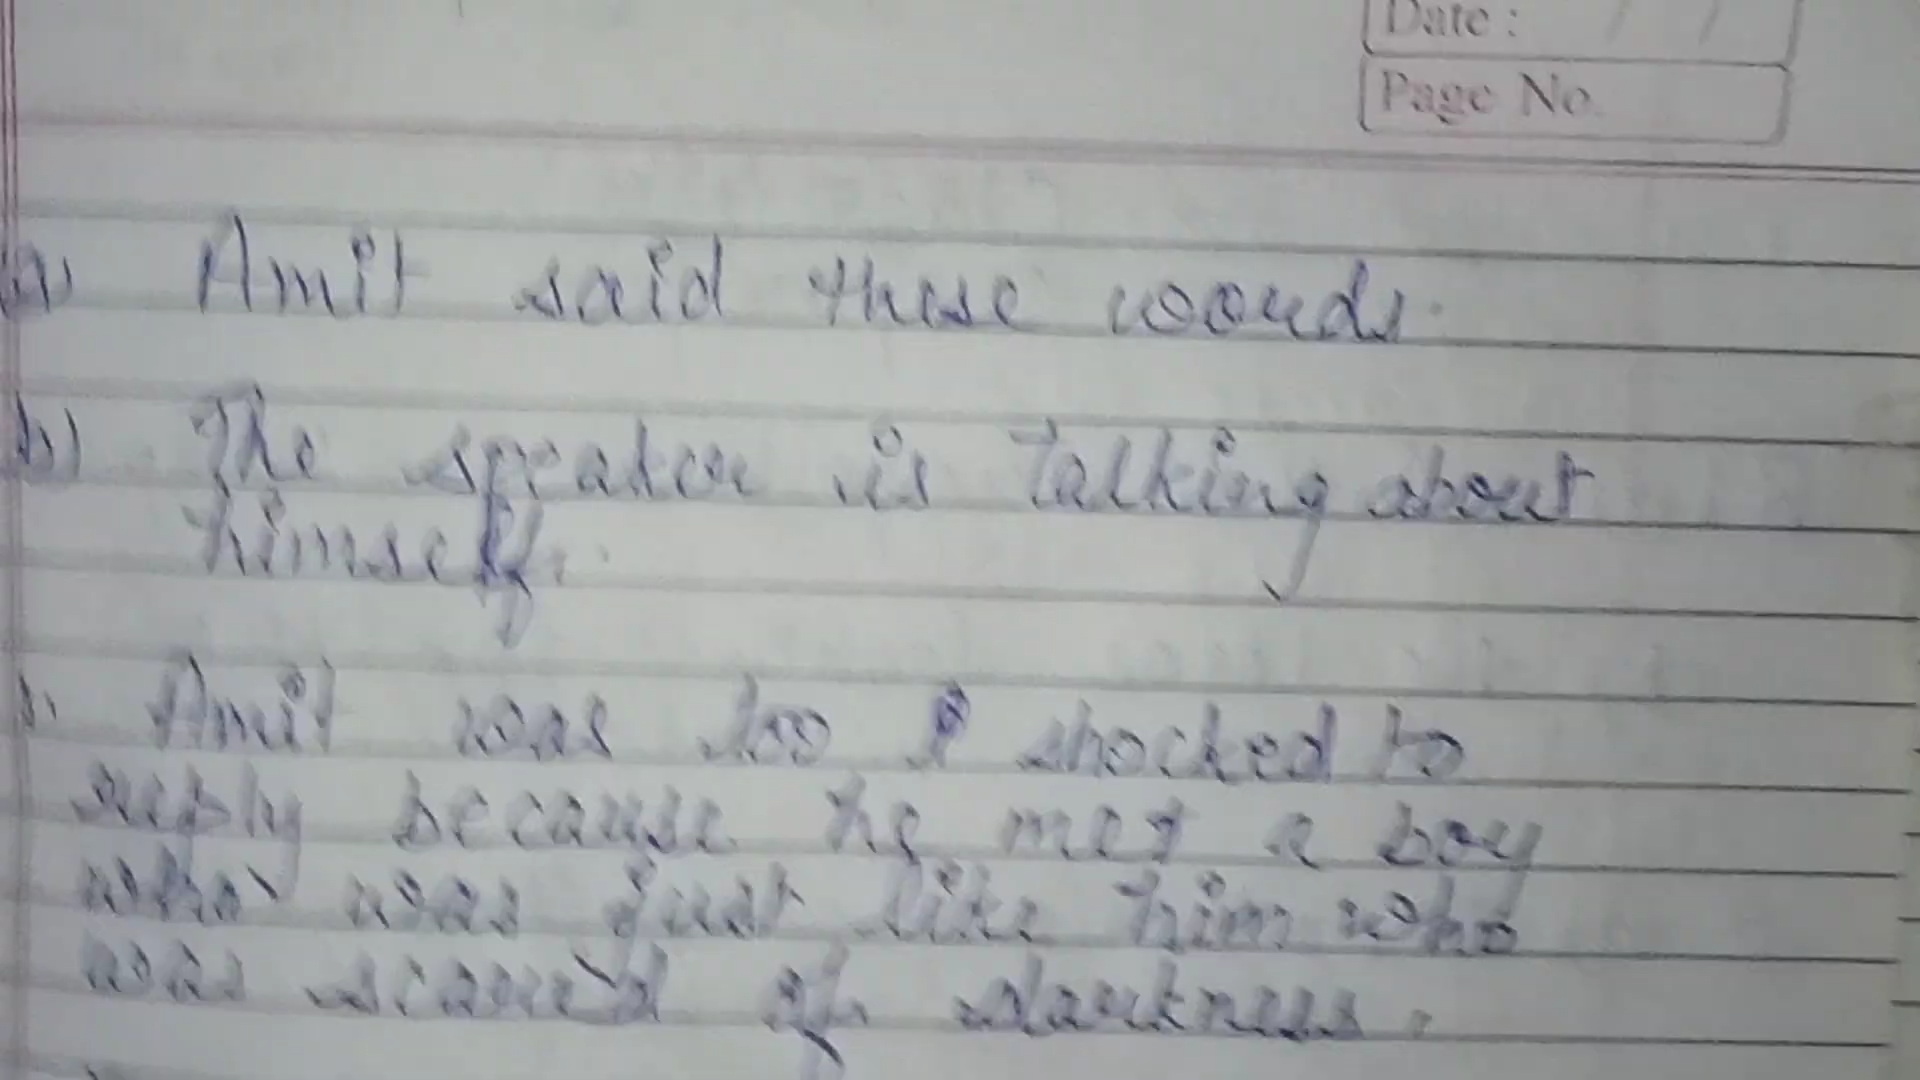 Date : / /
Page No.
a) Amit said these words.
b) The speaker is talking about
himself.
Amit was too shocked to
reply because he met a boy
who was just like him who
was scared of darkness.